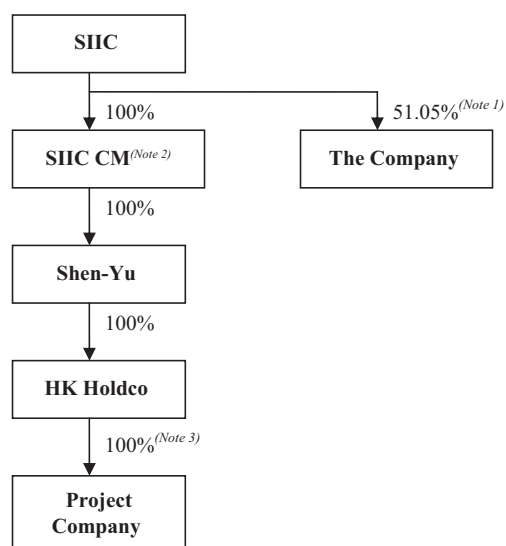 SIIC
100%
51.05%(Note 1)
SIIC CM(Note 2)
The Company
100%
Shen-Yu
100%
HK Holdco
100%(Note 3)
Project
Company